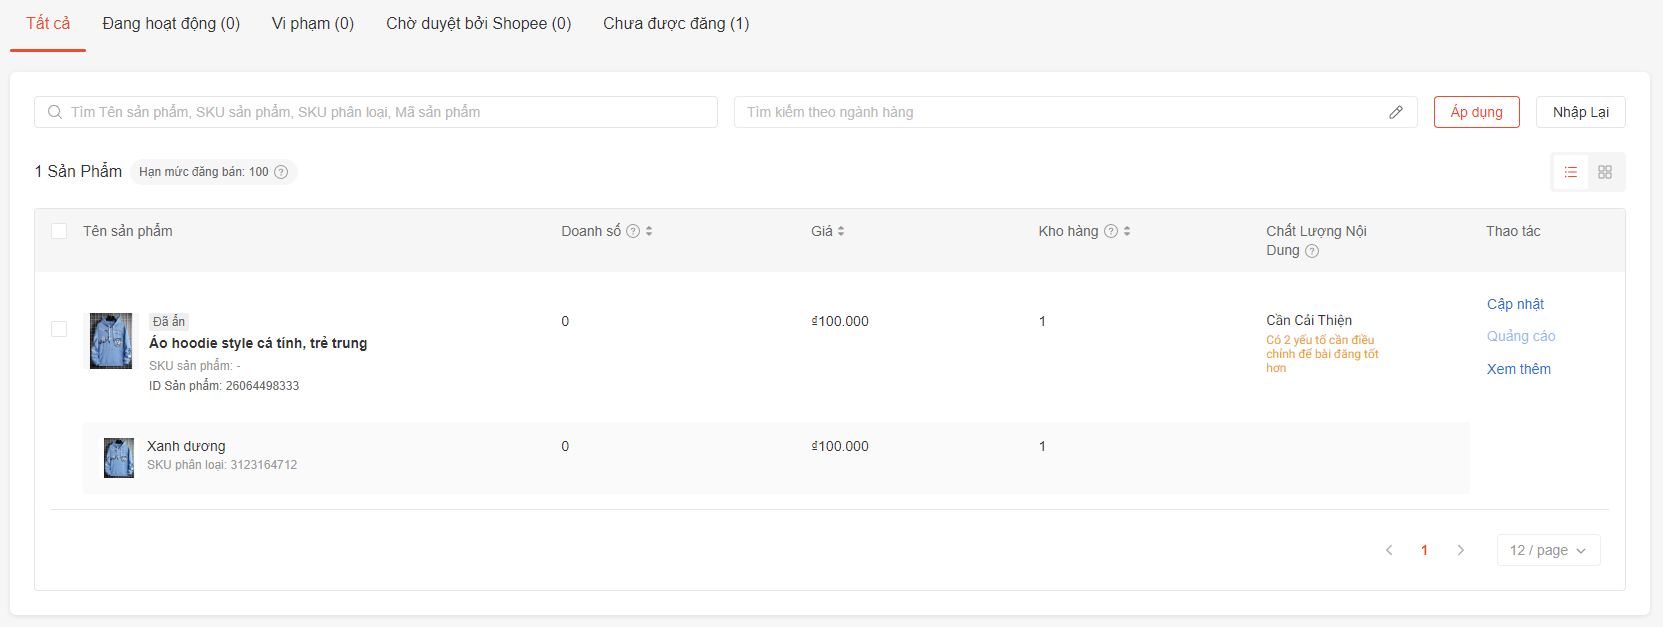 Tất cả
Đang hoạt động (0)
Vi phạm (0)
Chờ duyệt bởi Shopee (0)
Chưa được đăng (1)
Tìm Tên sản phẩm, SKU sản phẩm, SKU phân loại, Mã sản phẩm
Tìm kiếm theo ngành hàng
Áp dụng
Nhập Lại
1 Sản Phẩm
Hạn mức đăng bán: 100
Tên sản phẩm
Doanh số
Giá
Kho hàng
Chất Lượng Nội
Dung
Thao tác
Đã ẩn
Áo hoodie style cá tính, trẻ trung
SKU sản phẩm: -
ID Sản phẩm: 26064498333
0
₫100.000
1
Cần Cải Thiện
Có 2 yếu tố cần điều
chỉnh để bài đăng tốt
hơn
Cập nhật
Quảng cáo
Xem thêm
Xanh dương
SKU phân loại: 3123164712
0
₫100.000
1
1
12 / page